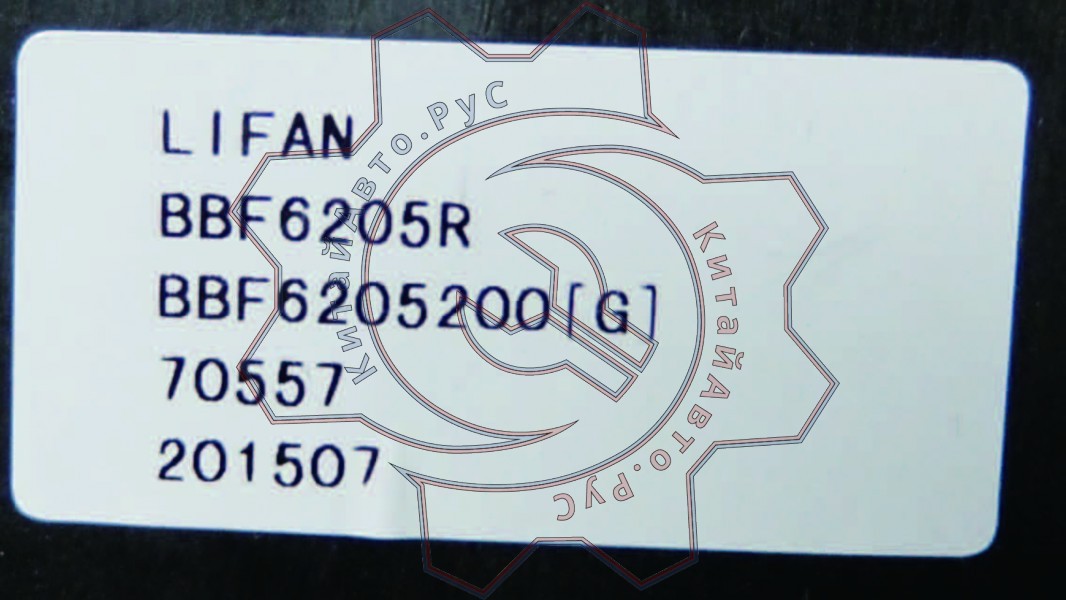 LIFAN
BBF6205R
BBF6205200[G]
70557
201507
КитайАвто.РуС
КитайАвто.РуС